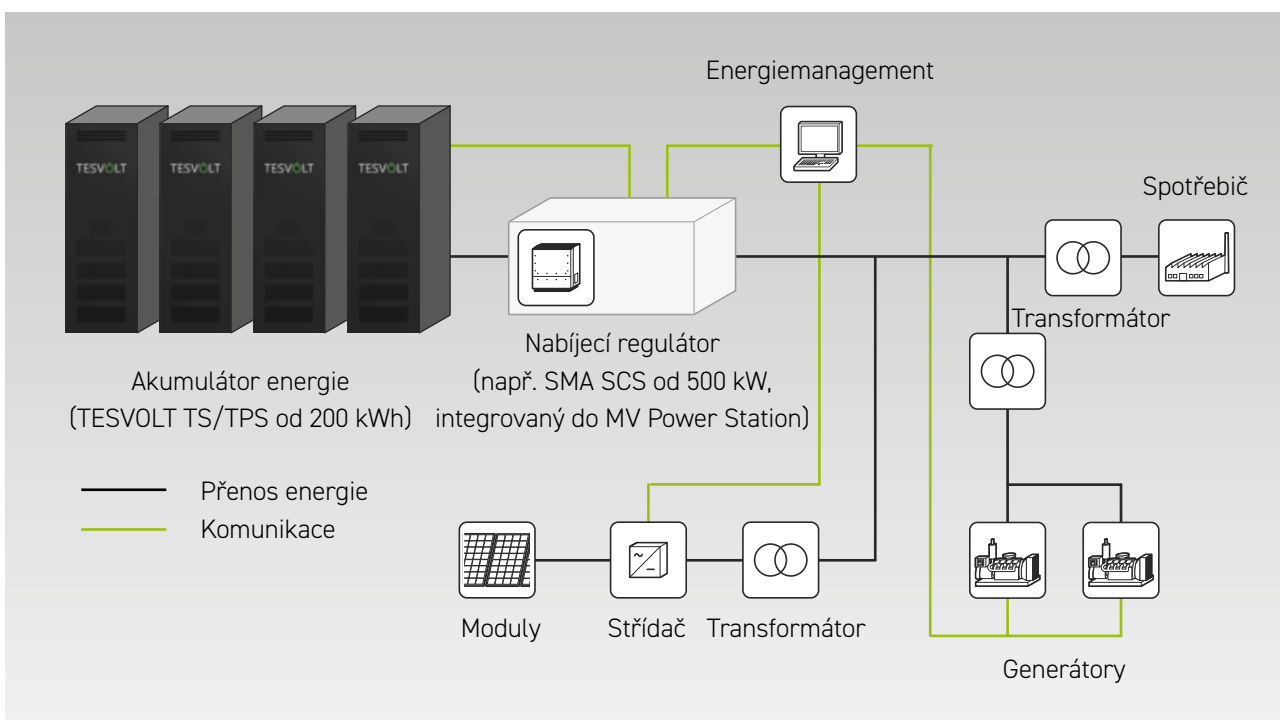 Energiemanagement
TESVOLT
TESVOLT
TESVOLT
TESVOLT
Spotřebič
Transformátor
Nabíjecí regulátor
(např. SMA SCS od 500 kW,
integrovaný do MV Power Station)
Akumulátor energie
(TESVOLT TS/TPS od 200 kWh)
Přenos energie
Komunikace
Moduly
Střídač
Transformátor
Generátory